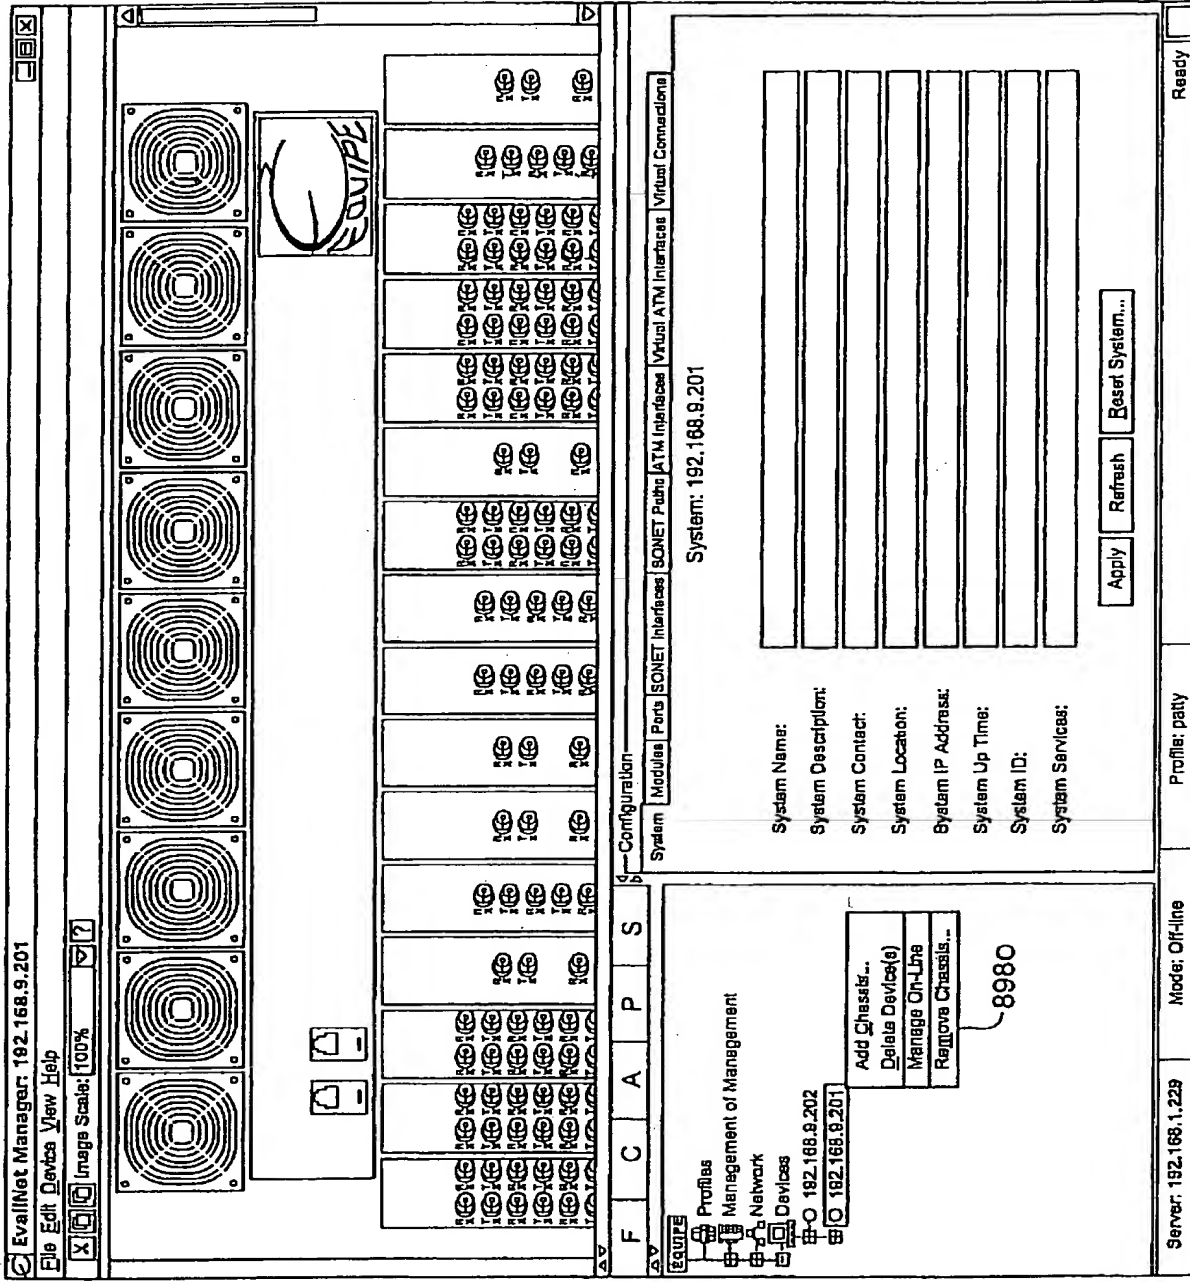 EvallNet Manager: 192.168.9.201
File Edit Device View Help
Image Scale: 100%
?
EQUIPE
F C A P S
EQUIPE
Profiles
Management of Management
Network
Devices
192.168.9.202
192.168.9.201
Add Chassis...
Delete Device(s)
Manage On-Line
Remove Chassis...
8980
Configuration
System Modules Ports SONET Interfaces SONET Paths ATM Interfaces Virtual ATM Interfaces Virtual Connections
System: 192.168.9.201
System Name:
System Description:
System Contact:
System Location:
System IP Address:
System Up Time:
System ID:
System Services:
Apply Refresh Reset System...
Server: 192.168.1.229 Mode: Off-line Profile: patty Ready